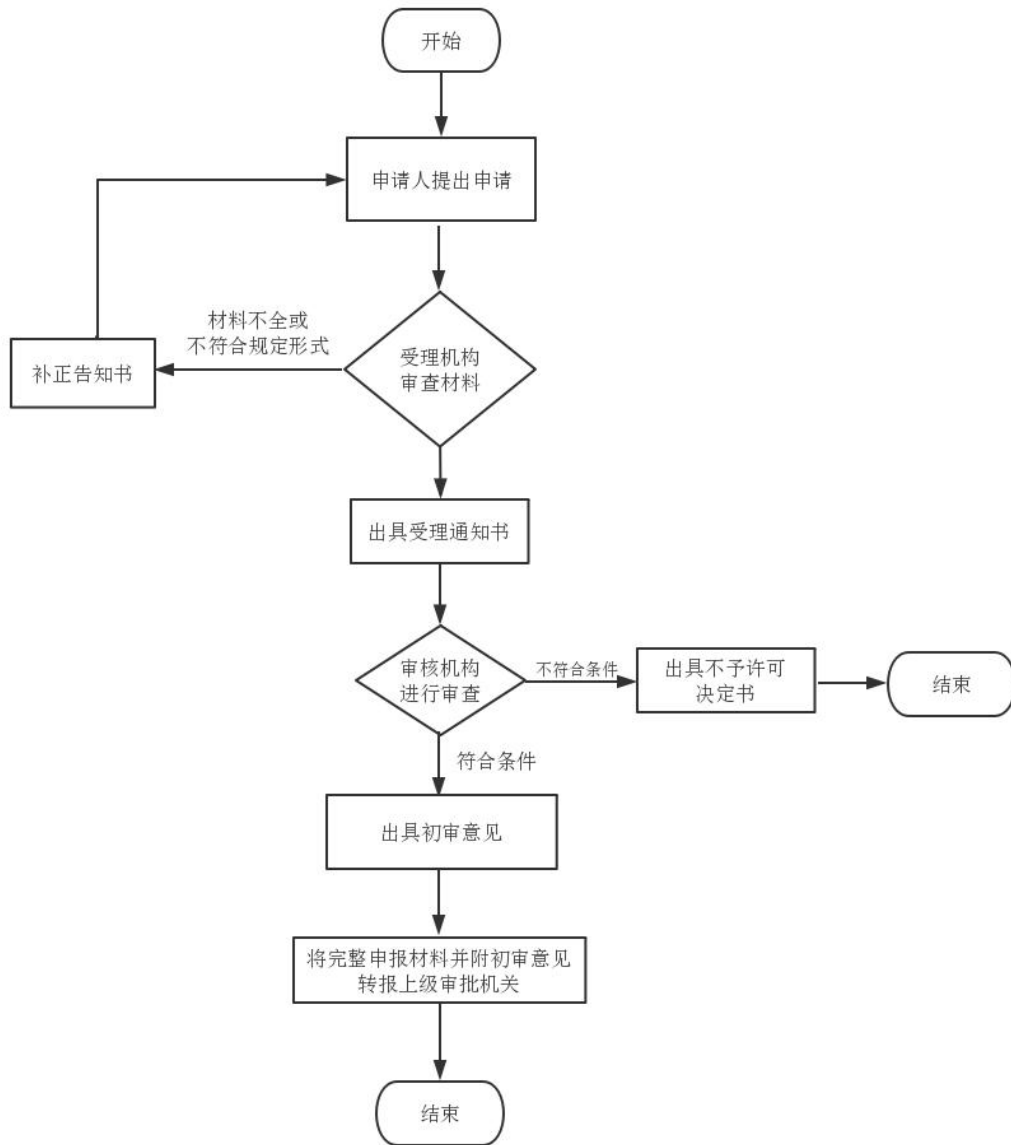 开始
申请人提出申请
材料不全或
不符合规定形式
补正告知书
受理机构
审查材料
出具受理通知书
审核机构
进行审查
不符合条件
出具不予许可
决定书
结束
符合条件
出具初审意见
将完整申报材料并附初审意见
转报上级审批机关
结束